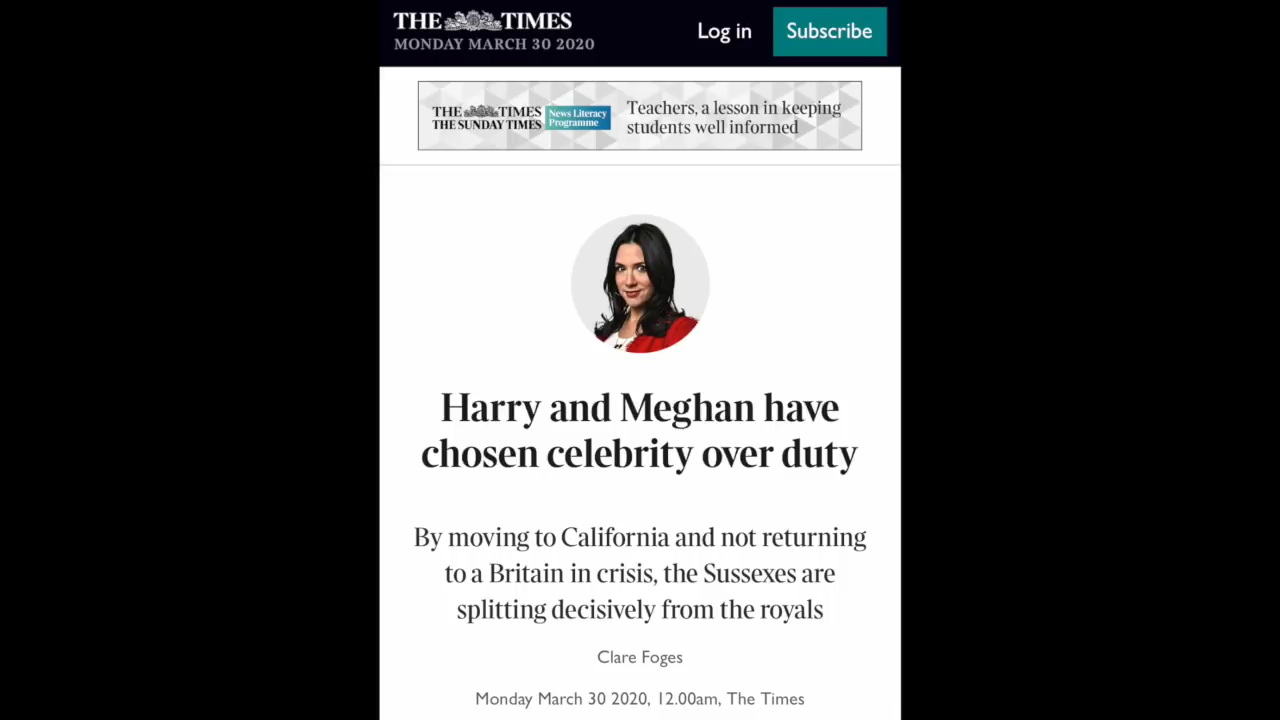 THE TIMES
MONDAY MARCH 30 2020
Log in
Subscribe
THE TIMES
THE SUNDAY TIMES
News Literacy
Programme
Teachers, a lesson in keeping
students well informed
Harry and Meghan have
chosen celebrity over duty
By moving to California and not returning
to a Britain in crisis, the Sussexes are
splitting decisively from the royals
Clare Foges
Monday March 30 2020, 12.00am, The Times